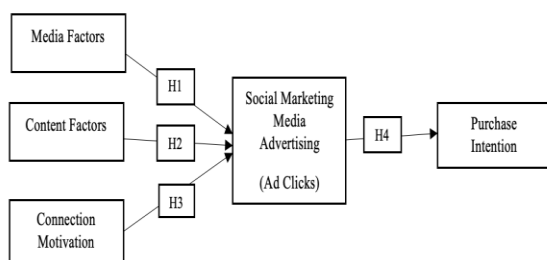 Media Factors
H1
Content Factors
H2
Connection
Motivation
H3
Social Marketing
Media
Advertising
(Ad Clicks)
H4
Purchase
Intention